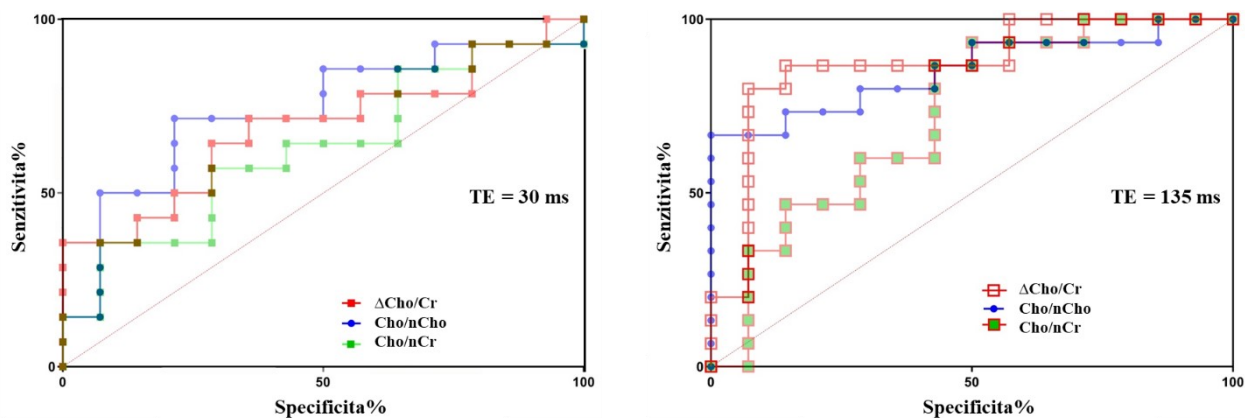 100
50
0
Senzitivita%
0
50
100
Specificita%
TE = 30 ms
ΔCho/Cr
Cho/nCho
Cho/nCr
100
50
0
Senzitivita%
0
50
100
Specificita%
TE = 135 ms
ΔCho/Cr
Cho/nCho
Cho/nCr